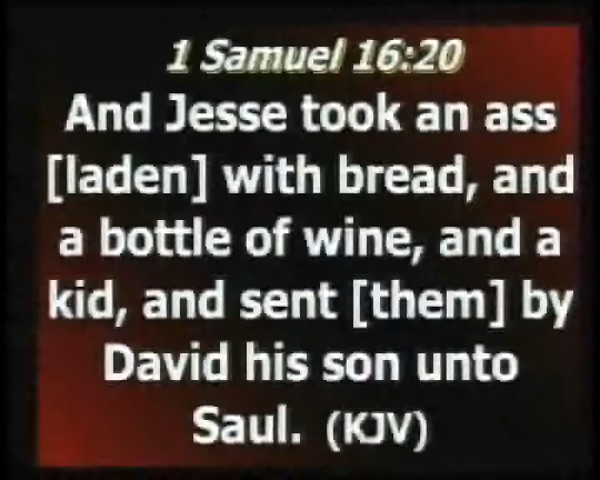 1 Samuel 16:20
And Jesse took an ass
[laden] with bread, and
a bottle of wine, and a
kid, and sent [them] by
David his son unto
Saul. (KJV)